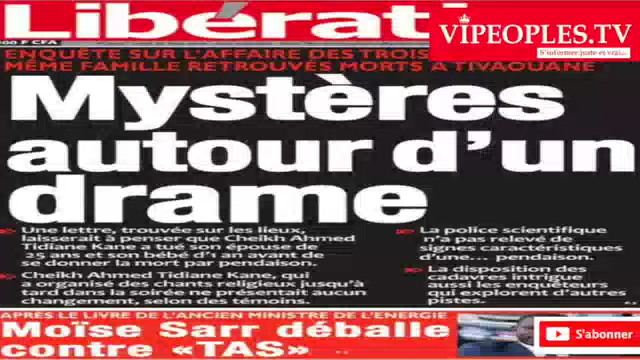 Libérati
VIPEOPLES.TV
S'informer juste et vrai...
00 F CFA
ENQUÊTE SUR L'AFFAIRE DES TROIS
MÊME FAMILLE RETROUVÉS MORTS A TIVAOUANE
Mystères
autour d'un
drame
Une lettre, trouvée sur les lieux,
laisserait à penser que Cheikh Ahmed
Tidiane Kane a tué son épouse de
25 ans et son bébé d'1 an avant de
se donner la mort par pendaison.
Cheikh Ahmed Tidiane Kane, qui
a organisé des chants religieux jusqu'à
tard dans la soirée ne présentait aucun
changement, selon des témoins.
La police scientifique
n'a pas relevé de
signes caractéristiques
d'une... pendaison.
La disposition des
cadavres intrigue
aussi les enquêteurs
qui explorent d'autres
pistes.
APRÈS LE LIVRE DE L'ANCIEN MINISTRE DE L'ENERGIE
Moïse Sarr déballe
contre «TAS»
S'abonner